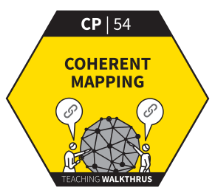 CP | 54
COHERENT
MAPPING
TEACHING WALKTHRUS